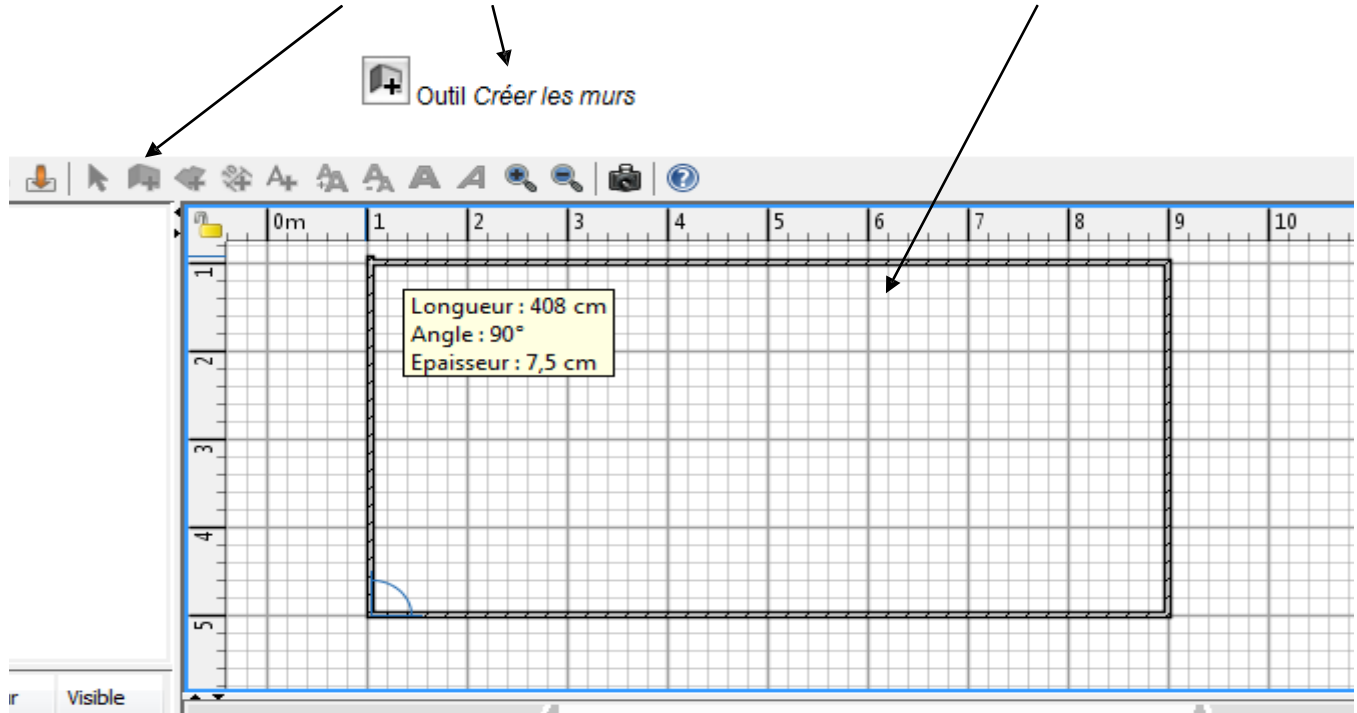 Outil Créer les murs
0m 1 2 3 4 5 6 7 8 9 10
1
Longueur : 408 cm
Angle : 90°
Epaisseur : 7,5 cm
2
3
4
5
r Visible